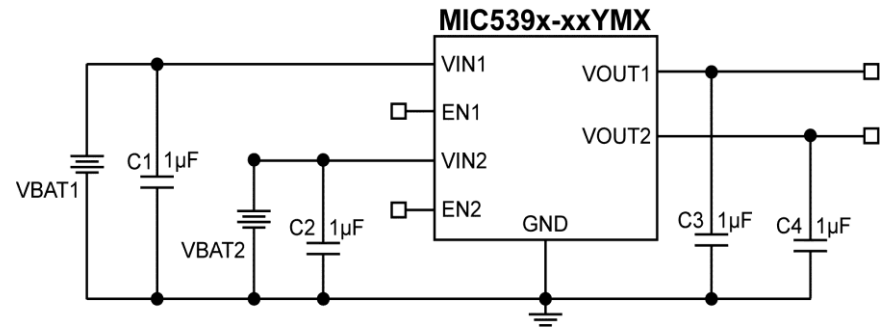 MIC539x-xxYMX
VIN1
VOUT1
EN1
VOUT2
C1 1µF
VIN2
VBAT1
EN2
GND
C2 1µF
C3 1µF
C4 1µF
VBAT2